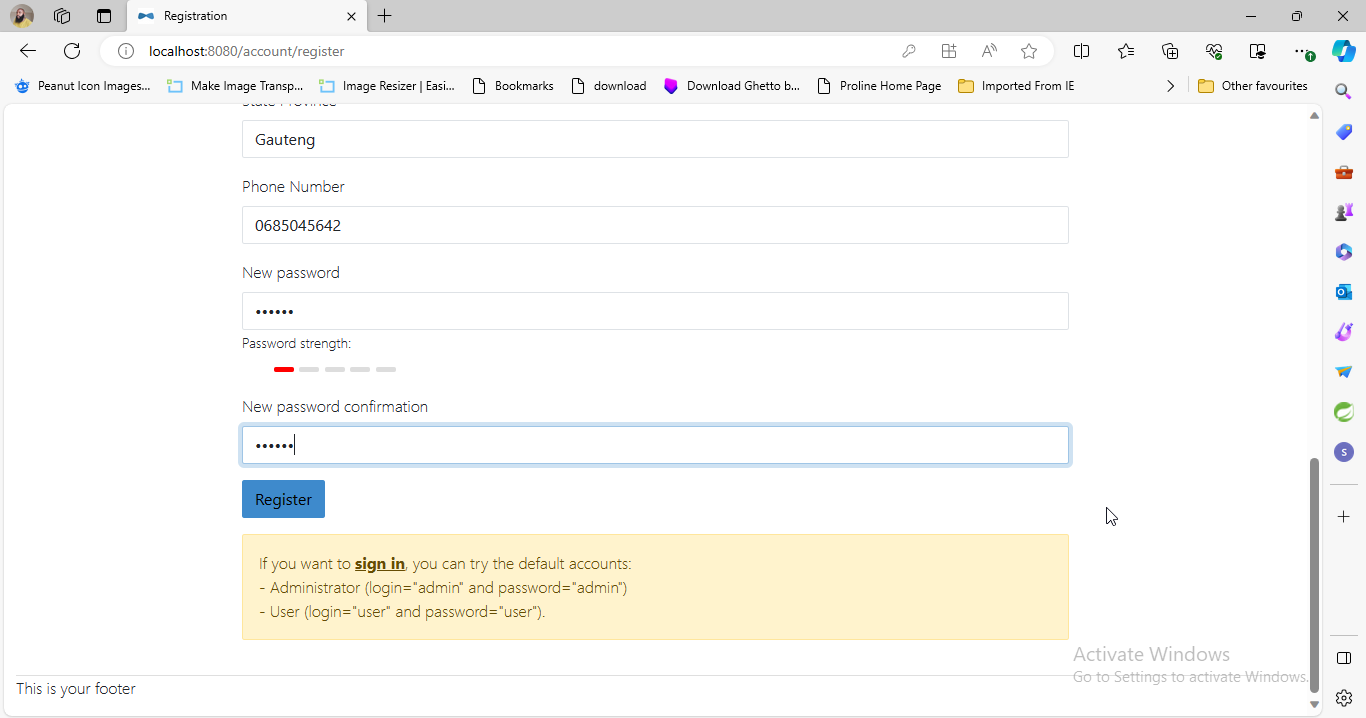 Registration
localhost:8080/account/register
Peanut Icon Images...
Make Image Transp...
Image Resizer | Easi...
Bookmarks
download
Download Ghetto b...
Proline Home Page
Imported From IE
Other favourites
State Province
Gauteng
Phone Number
0685045642
New password
Password strength:
New password confirmation
Register
If you want to sign in, you can try the default accounts:
- Administrator (login="admin" and password="admin")
- User (login="user" and password="user").
Activate Windows
Go to Settings to activate Windows.
This is your footer
S